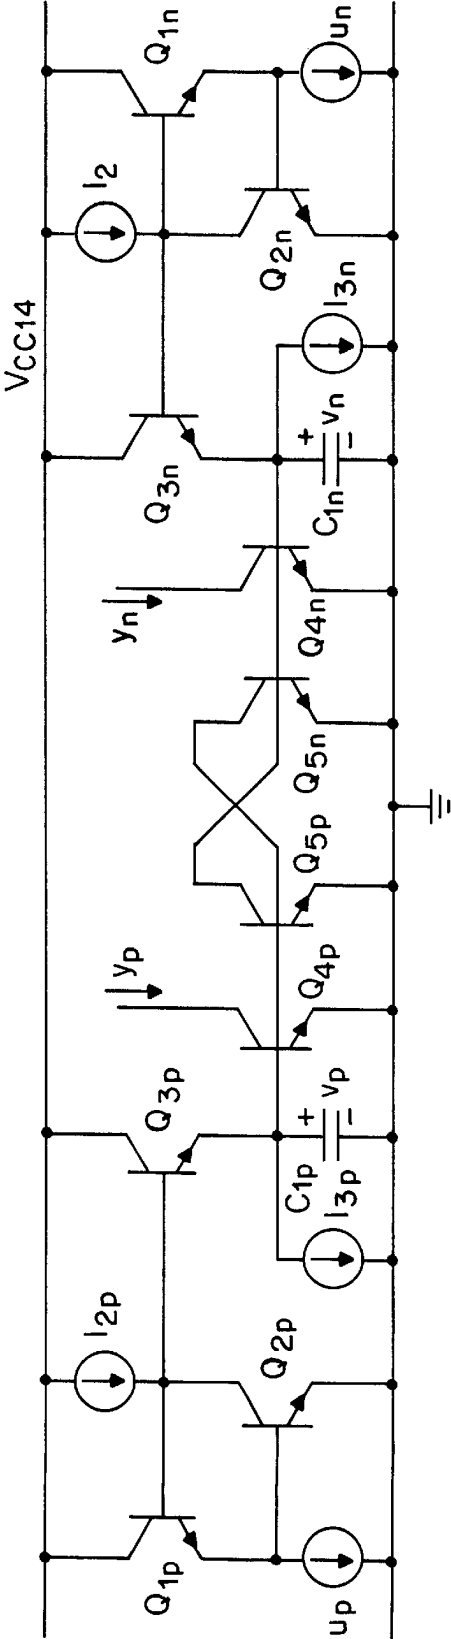 VCC14
Q1p
I2p
Q3p
yp
yn
Q3n
I2
Q1n
up
Q2p
I3p
C1p
+
vp
–
Q4p
Q5p
Q5n
Q4n
C1n
+
vn
–
I3n
Q2n
un